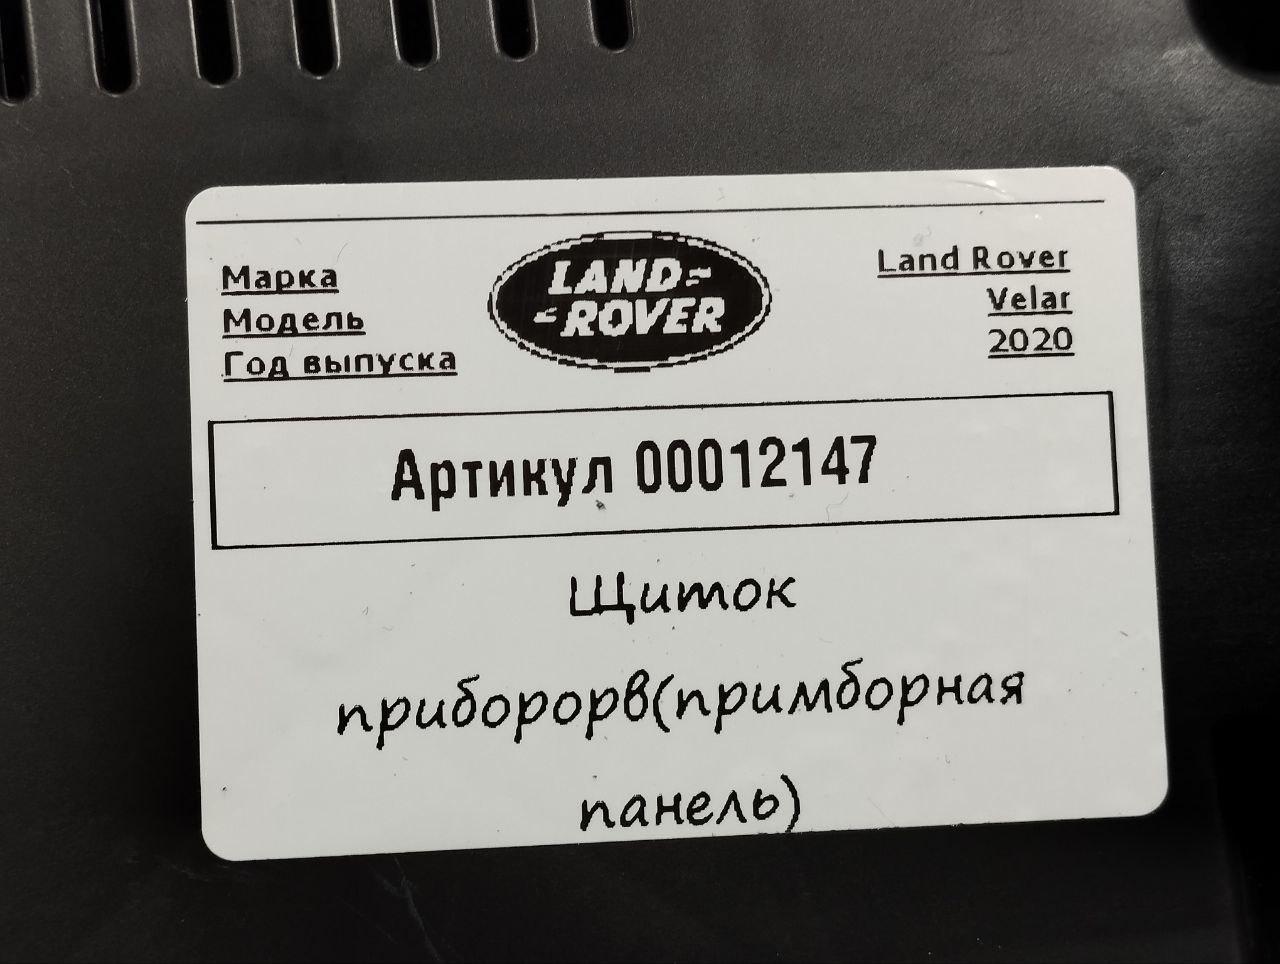 Марка
Модель
Год выпуска
LAND
ROVER
Land Rover
Velar
2020
Артикул 00012147
Щиток
приборорв(примборная
панель)